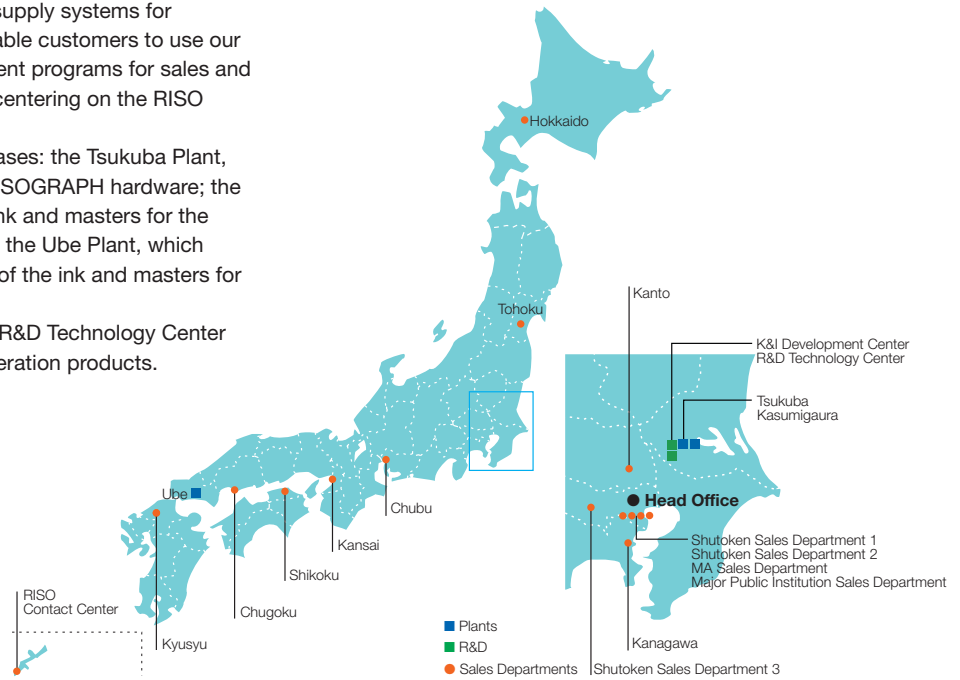 supply systems for
able customers to use our
ent programs for sales and
centering on the RISO
ases: the Tsukuba Plant,
SOGRAPH hardware; the
nk and masters for the
the Ube Plant, which
of the ink and masters for
R&D Technology Center
eration products.
Hokkaido
Tohoku
Kanto
K&I Development Center
R&D Technology Center
Tsukuba
Kasumigaura
Head Office
Shutoken Sales Department 1
Shutoken Sales Department 2
MA Sales Department
Major Public Institution Sales Department
Kanagawa
Shutoken Sales Department 3
Ube
Chubu
Kansai
Shikoku
Chugoku
Kyusyu
RISO
Contact Center
Plants
R&D
Sales Departments